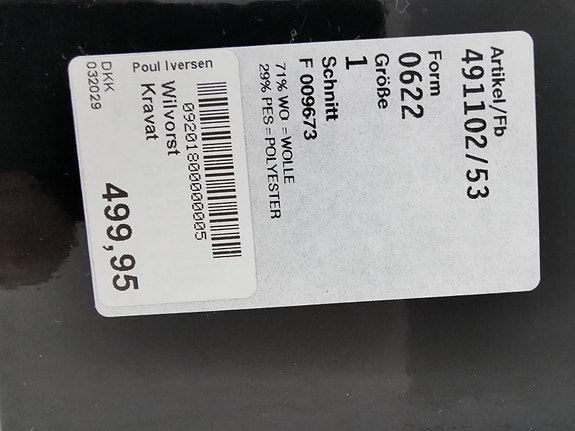 Artikel/Fb
491102/53
Form
0622
Größe
1
Schnitt
F 009673
71% WO =WOLLE
29% PES=POLYESTER
Poul Iversen
09201800000005
Wilvorst
Kravat
499,95
DKK
032029